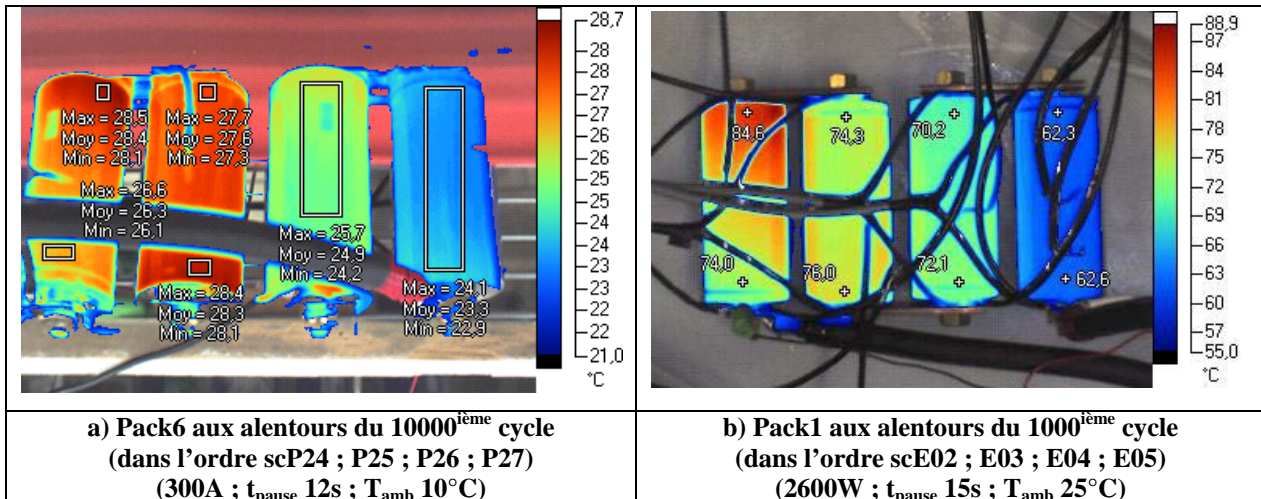 28,7
28
28
27
27
26
26
25
25
24
24
23
23
22
22
21,0
°C
Max = 28,5
Moy = 28,4
Min = 28,1
Max = 27,7
Moy = 27,6
Min = 27,3
Max = 26,6
Moy = 26,3
Min = 26,1
Max = 28,4
Moy = 28,3
Min = 28,1
Max = 25,7
Moy = 24,9
Min = 24,2
Max = 24,1
Moy = 23,3
Min = 22,9
88,9
87
84
81
78
75
72
69
66
63
60
57
55,0
°C
84,6
74,3
70,2
62,3
74,0
76,0
72,1
62,6
a) Pack6 aux alentours du 10000ième cycle
(dans l'ordre scP24 ; P25 ; P26 ; P27)
(300A ; tpause 12s ; Tamb 10°C)
b) Pack1 aux alentours du 1000ième cycle
(dans l'ordre scE02 ; E03 ; E04 ; E05)
(2600W ; tpause 15s ; Tamb 25°C)